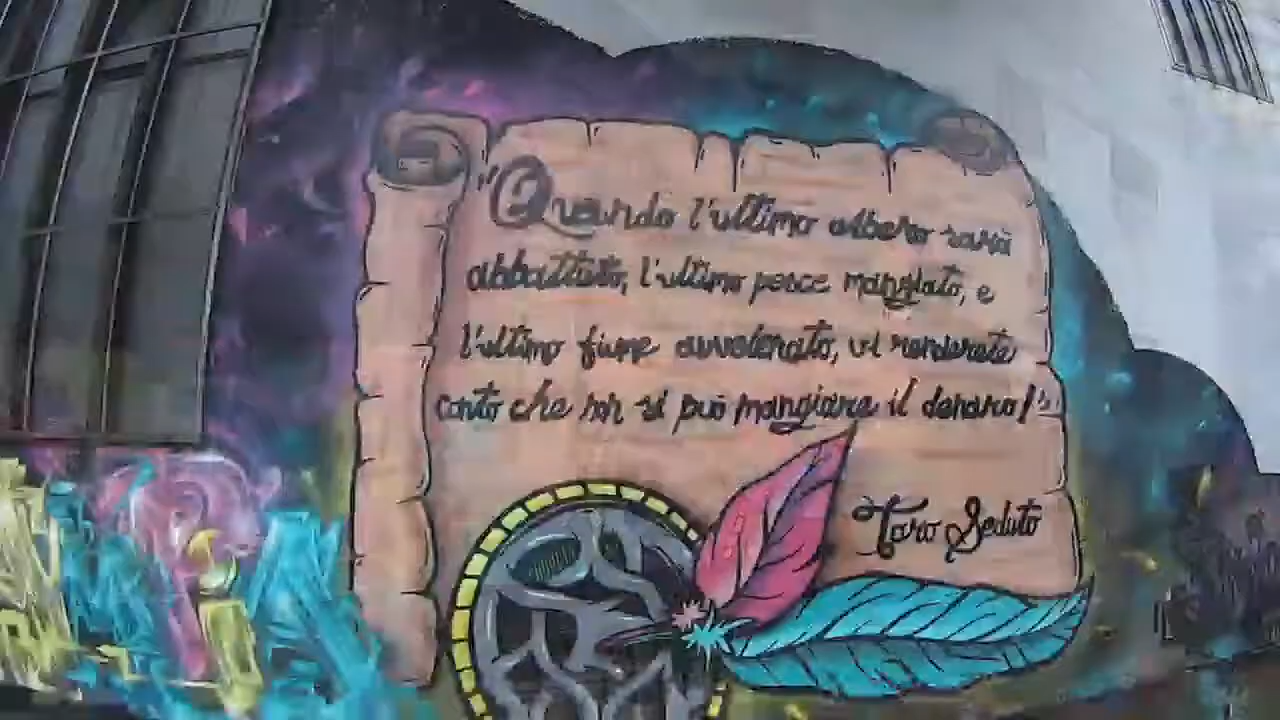 "Quando l'ultimo albero sarà
abbattuto, l'ultimo pesce mangiato, e
l'ultimo fiume avvelenato, vi renderete
conto che non si può mangiare il denaro!"
Toro Seduto